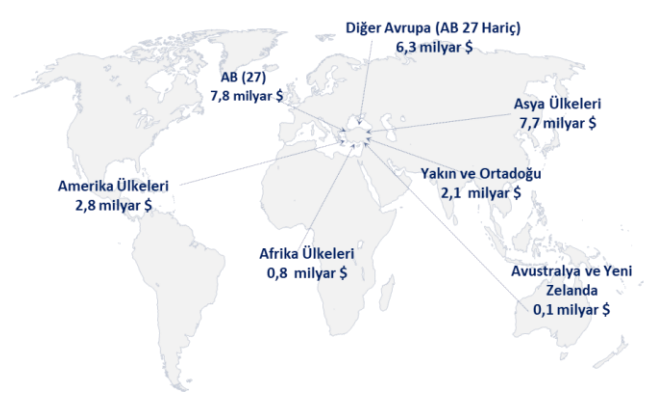 Diğer Avrupa (AB 27 Hariç)
6,3 milyar $
AB (27)
7,8 milyar $
Asya Ülkeleri
7,7 milyar $
Yakın ve Ortadoğu
2,1 milyar $
Amerika Ülkeleri
2,8 milyar $
Afrika Ülkeleri
0,8 milyar $
Avustralya ve Yeni
Zelanda
0,1 milyar $